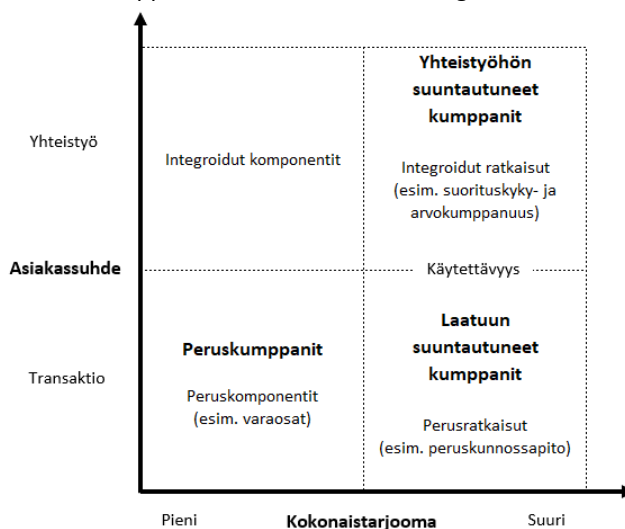 Yhteistyöhön
suuntautuneet
kumppanit
Yhteistyö
Integroidut komponentit
Integroidut ratkaisut
(esim. suorituskyky- ja
arvokumppanuus)
Asiakassuhde
Käytettävyys
Laatuun
suuntautuneet
kumppanit
Peruskumppanit
Transaktio
Peruskomponentit
(esim. varaosat)
Perusratkaisut
(esim. peruskunnossapito)
Pieni
Kokonaistarjooma
Suuri